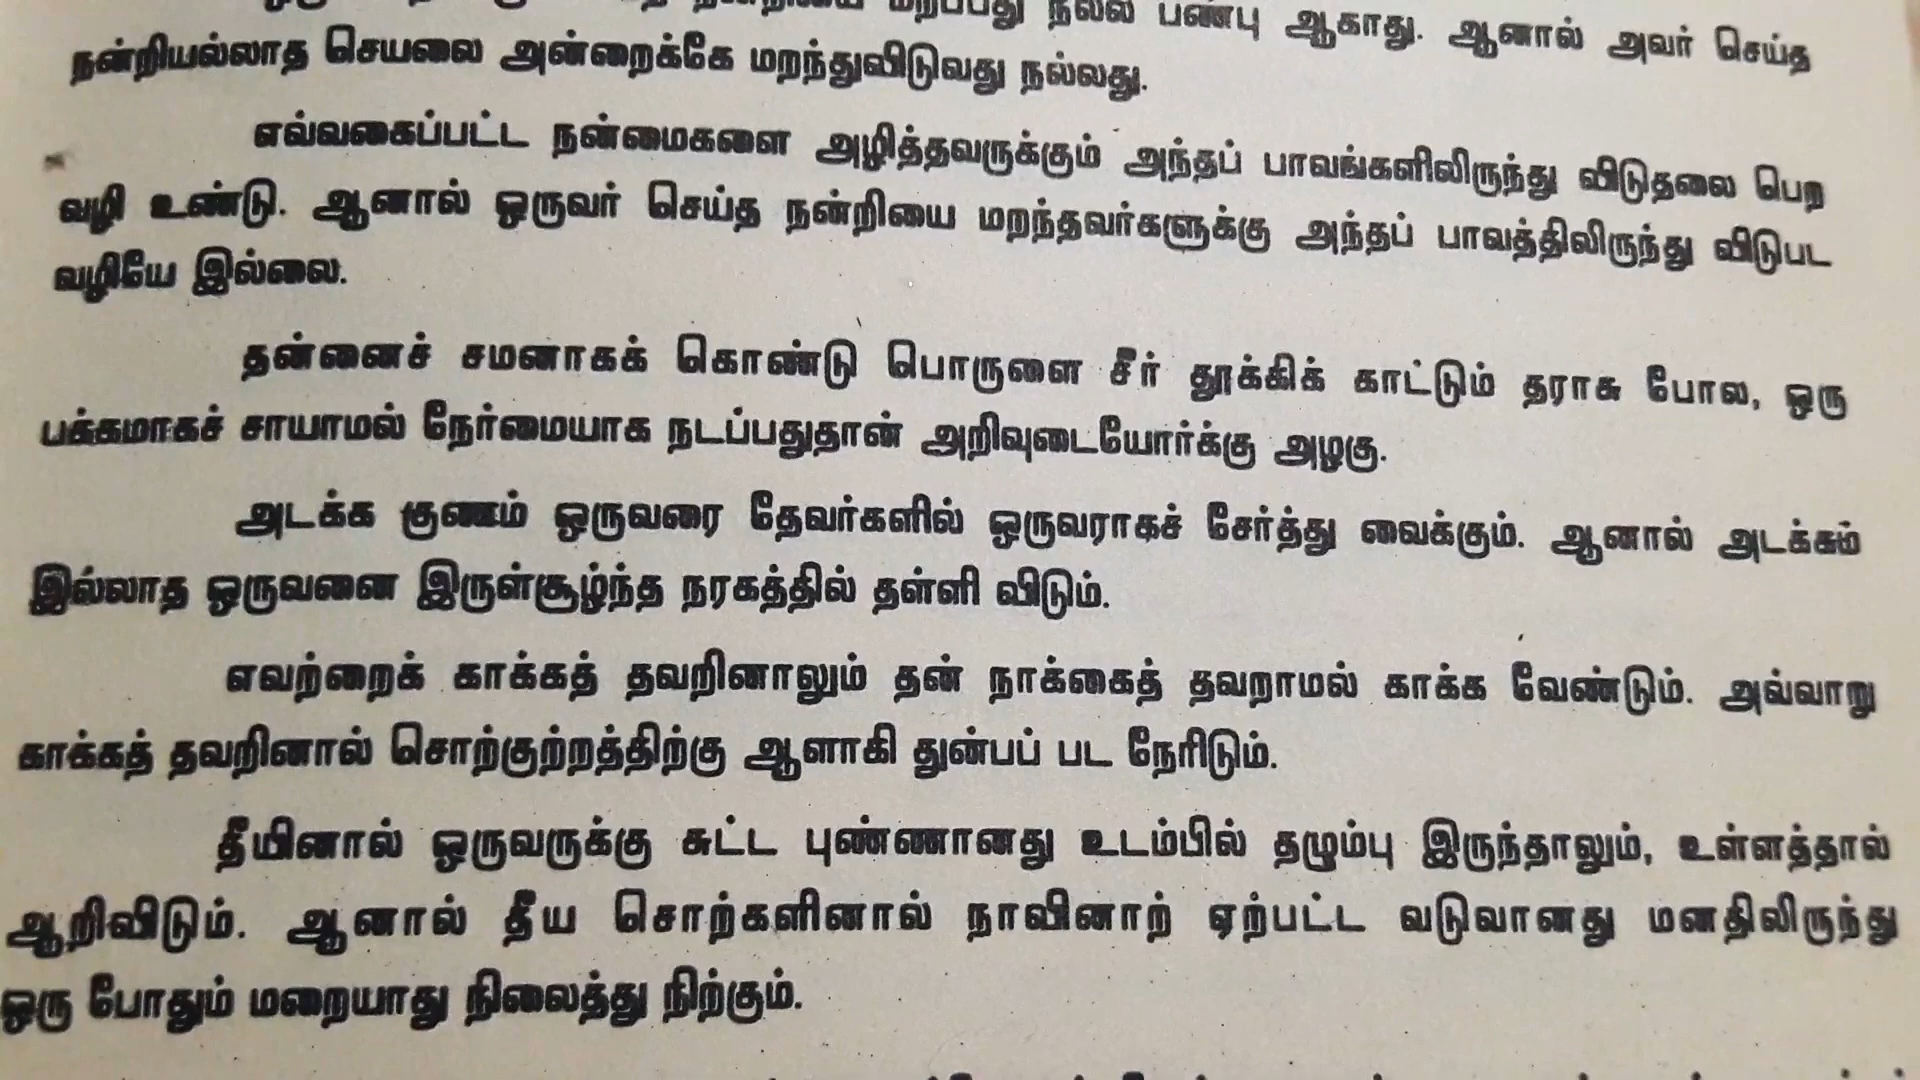 நல்ல பண்பு ஆகாது. ஆனால் அவர் செய்த
நன்றியல்லாத செயலை அன்றைக்கே மறந்துவிடுவது நல்லது.
எவ்வகைப்பட்ட நன்மைகளை அழித்தவருக்கும் அந்தப் பாவங்களிலிருந்து விடுதலை பெற
வழி உண்டு. ஆனால் ஒருவர் செய்த நன்றியை மறந்தவர்களுக்கு அந்தப் பாவத்திலிருந்து விடுபட
வழியே இல்லை.
தன்னைச் சமனாகக் கொண்டு பொருளை சீர் தூக்கிக் காட்டும் தராசு போல, ஒரு
பக்கமாகச் சாயாமல் நேர்மையாக நடப்பதுதான் அறிவுடையோர்க்கு அழகு.
அடக்க குணம் ஒருவரை தேவர்களில் ஒருவராகச் சேர்த்து வைக்கும். ஆனால் அடக்கம்
இல்லாத ஒருவனை இருள்சூழ்ந்த நரகத்தில் தள்ளி விடும்.
எவற்றைக் காக்கத் தவறினாலும் தன் நாக்கைத் தவறாமல் காக்க வேண்டும். அவ்வாறு
காக்கத் தவறினால் சொற்குற்றத்திற்கு ஆளாகி துன்பப் பட நேரிடும்.
தீயினால் ஒருவருக்கு சுட்ட புண்ணானது உடம்பில் தழும்பு இருந்தாலும், உள்ளத்தால்
ஆறிவிடும். ஆனால் தீய சொற்களினால் நாவினாற் ஏற்பட்ட வடுவானது மனதிலிருந்து
ஒரு போதும் மறையாது நிலைத்து நிற்கும்.